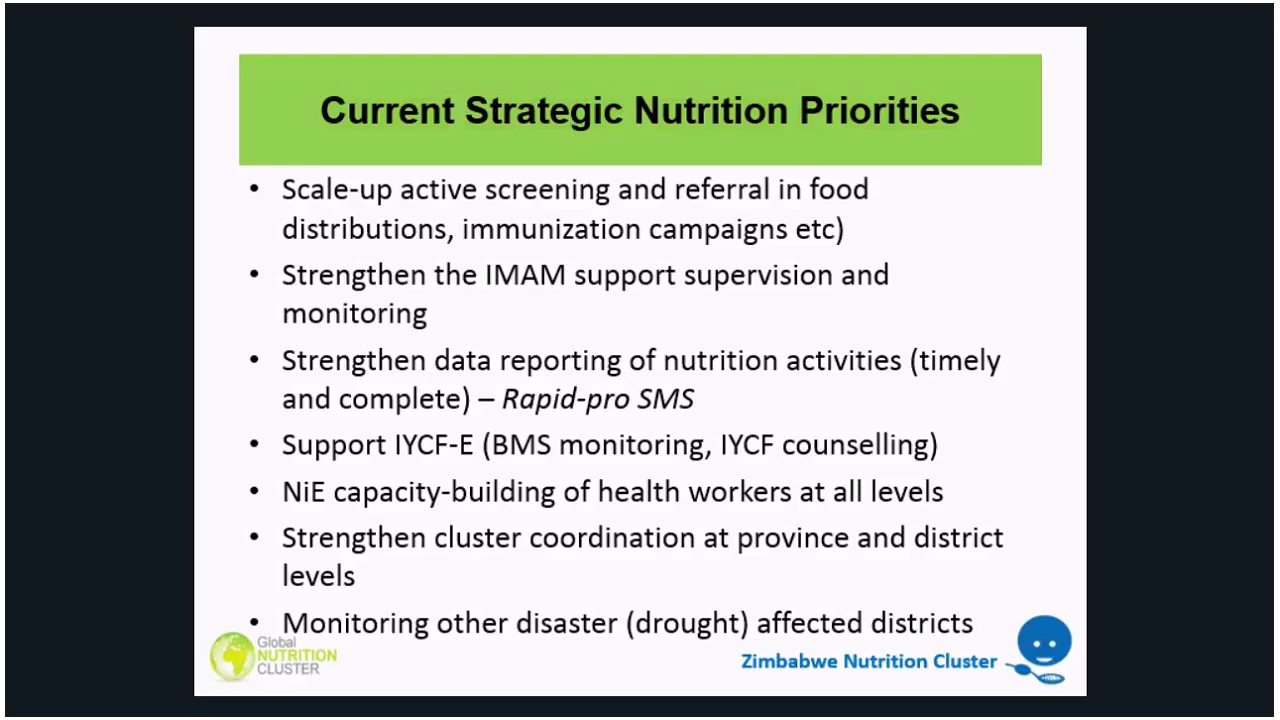 Current Strategic Nutrition Priorities
• Scale-up active screening and referral in food
distributions, immunization campaigns etc)
• Strengthen the IMAM support supervision and
monitoring
• Strengthen data reporting of nutrition activities (timely
and complete) – Rapid-pro SMS
• Support IYCF-E (BMS monitoring, IYCF counselling)
• NiE capacity-building of health workers at all levels
• Strengthen cluster coordination at province and district
levels
• Monitoring other disaster (drought) affected districts
Global
NUTRITION
CLUSTER
Zimbabwe Nutrition Cluster